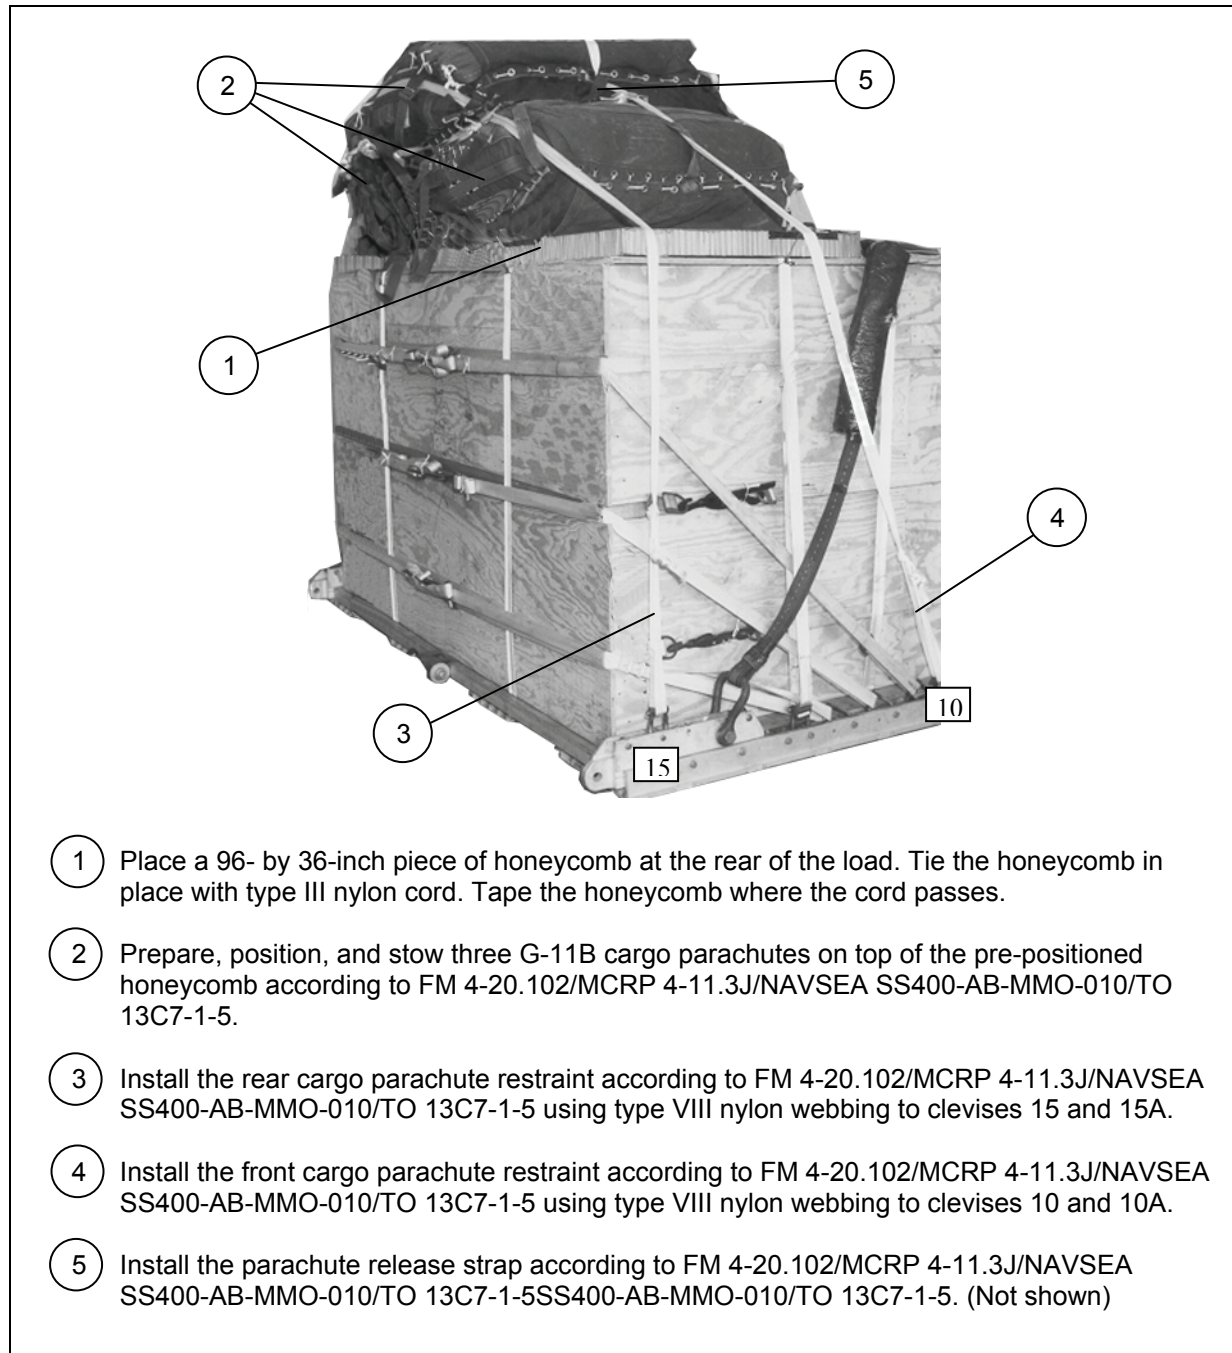 2
5
1
4
3
10
15
1 Place a 96- by 36-inch piece of honeycomb at the rear of the load. Tie the honeycomb in
place with type III nylon cord. Tape the honeycomb where the cord passes.
2 Prepare, position, and stow three G-11B cargo parachutes on top of the pre-positioned
honeycomb according to FM 4-20.102/MCRP 4-11.3J/NAVSEA SS400-AB-MMO-010/TO
13C7-1-5.
3 Install the rear cargo parachute restraint according to FM 4-20.102/MCRP 4-11.3J/NAVSEA
SS400-AB-MMO-010/TO 13C7-1-5 using type VIII nylon webbing to clevises 15 and 15A.
4 Install the front cargo parachute restraint according to FM 4-20.102/MCRP 4-11.3J/NAVSEA
SS400-AB-MMO-010/TO 13C7-1-5 using type VIII nylon webbing to clevises 10 and 10A.
5 Install the parachute release strap according to FM 4-20.102/MCRP 4-11.3J/NAVSEA
SS400-AB-MMO-010/TO 13C7-1-5SS400-AB-MMO-010/TO 13C7-1-5. (Not shown)